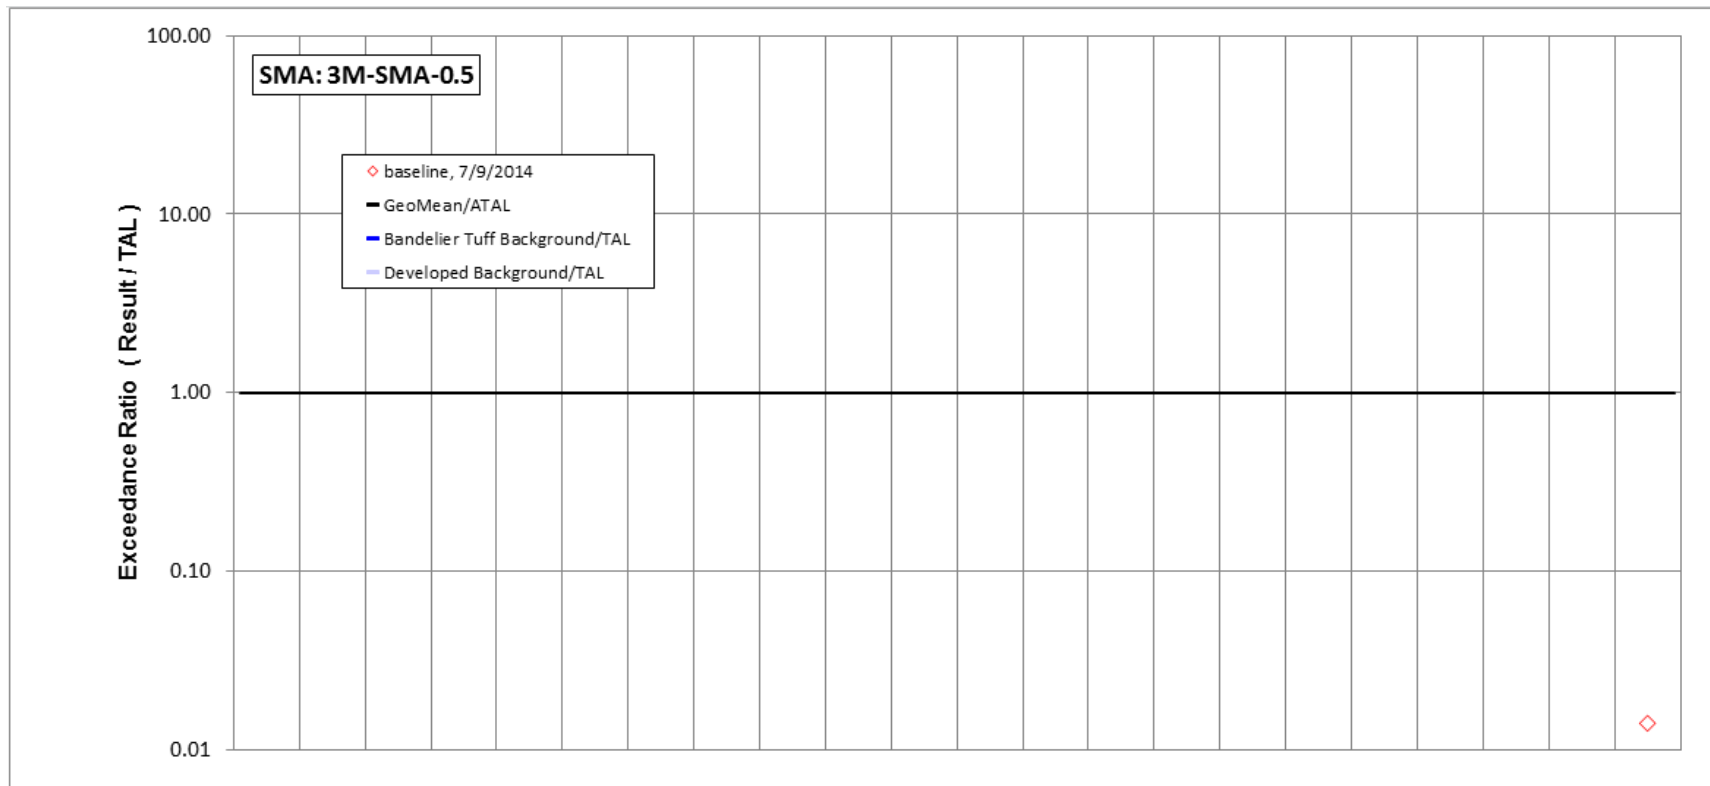 100.00
SMA: 3M-SMA-0.5
baseline, 7/9/2014
GeoMean/ATAL
Bandelier Tuff Background/TAL
Developed Background/TAL
10.00
1.00
0.10
0.01
Exceedance Ratio ( Result / TAL )